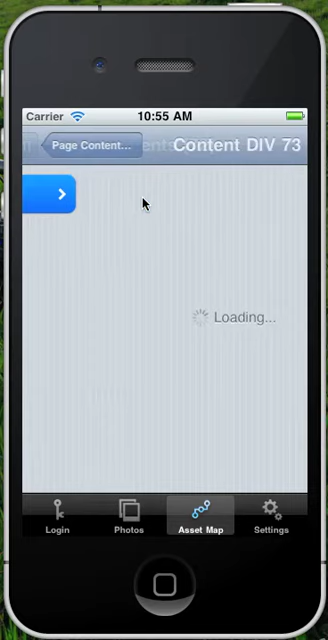 Carrier 10:55 AM
Page Content... Content DIV 73
Loading...
Login Photos Asset Map Settings